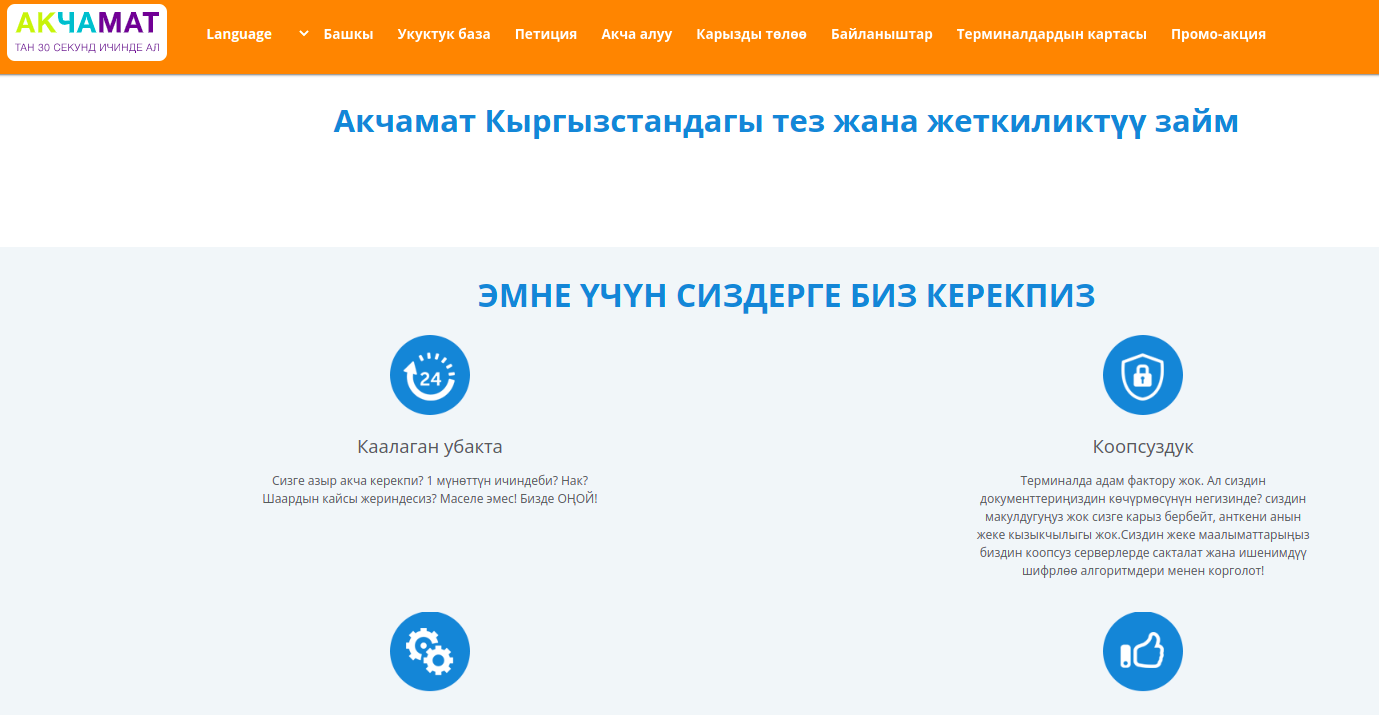 АКЧАМАТ
ТАН 30 СЕКУНД ИЧИНДЕ АЛ
Language Башкы Укуктук база Петиция Акча алуу Карызды төлөө Байланыштар Терминалдардын картасы Промо-акция
Акчамат Кыргызстандагы тез жана жеткиликтүү займ
ЭМНЕ ҮЧҮН СИЗДЕРГЕ БИЗ КЕРЕКПИЗ
24
Каалаган убакта
Сизге азыр акча керекпи? 1 мүнөттүн ичиндеби? Нак?
Шаардын кайсы жериндесиз? Маселе эмес! Бизде ОҢОЙ!
Коопсуздук
Терминалда адам фактору жок. Ал сиздин
документтериңиздин көчүрмөсүнүн негизинде? сиздин
макулдугуңуз жок сизге карыз бербейт, анткени анын
жеке кызыкчылыгы жок.Сиздин жеке маалыматтарыңыз
биздин коопсуз серверлерде сакталат жана ишенимдүү
шифрлөө алгоритмдери менен корголот!